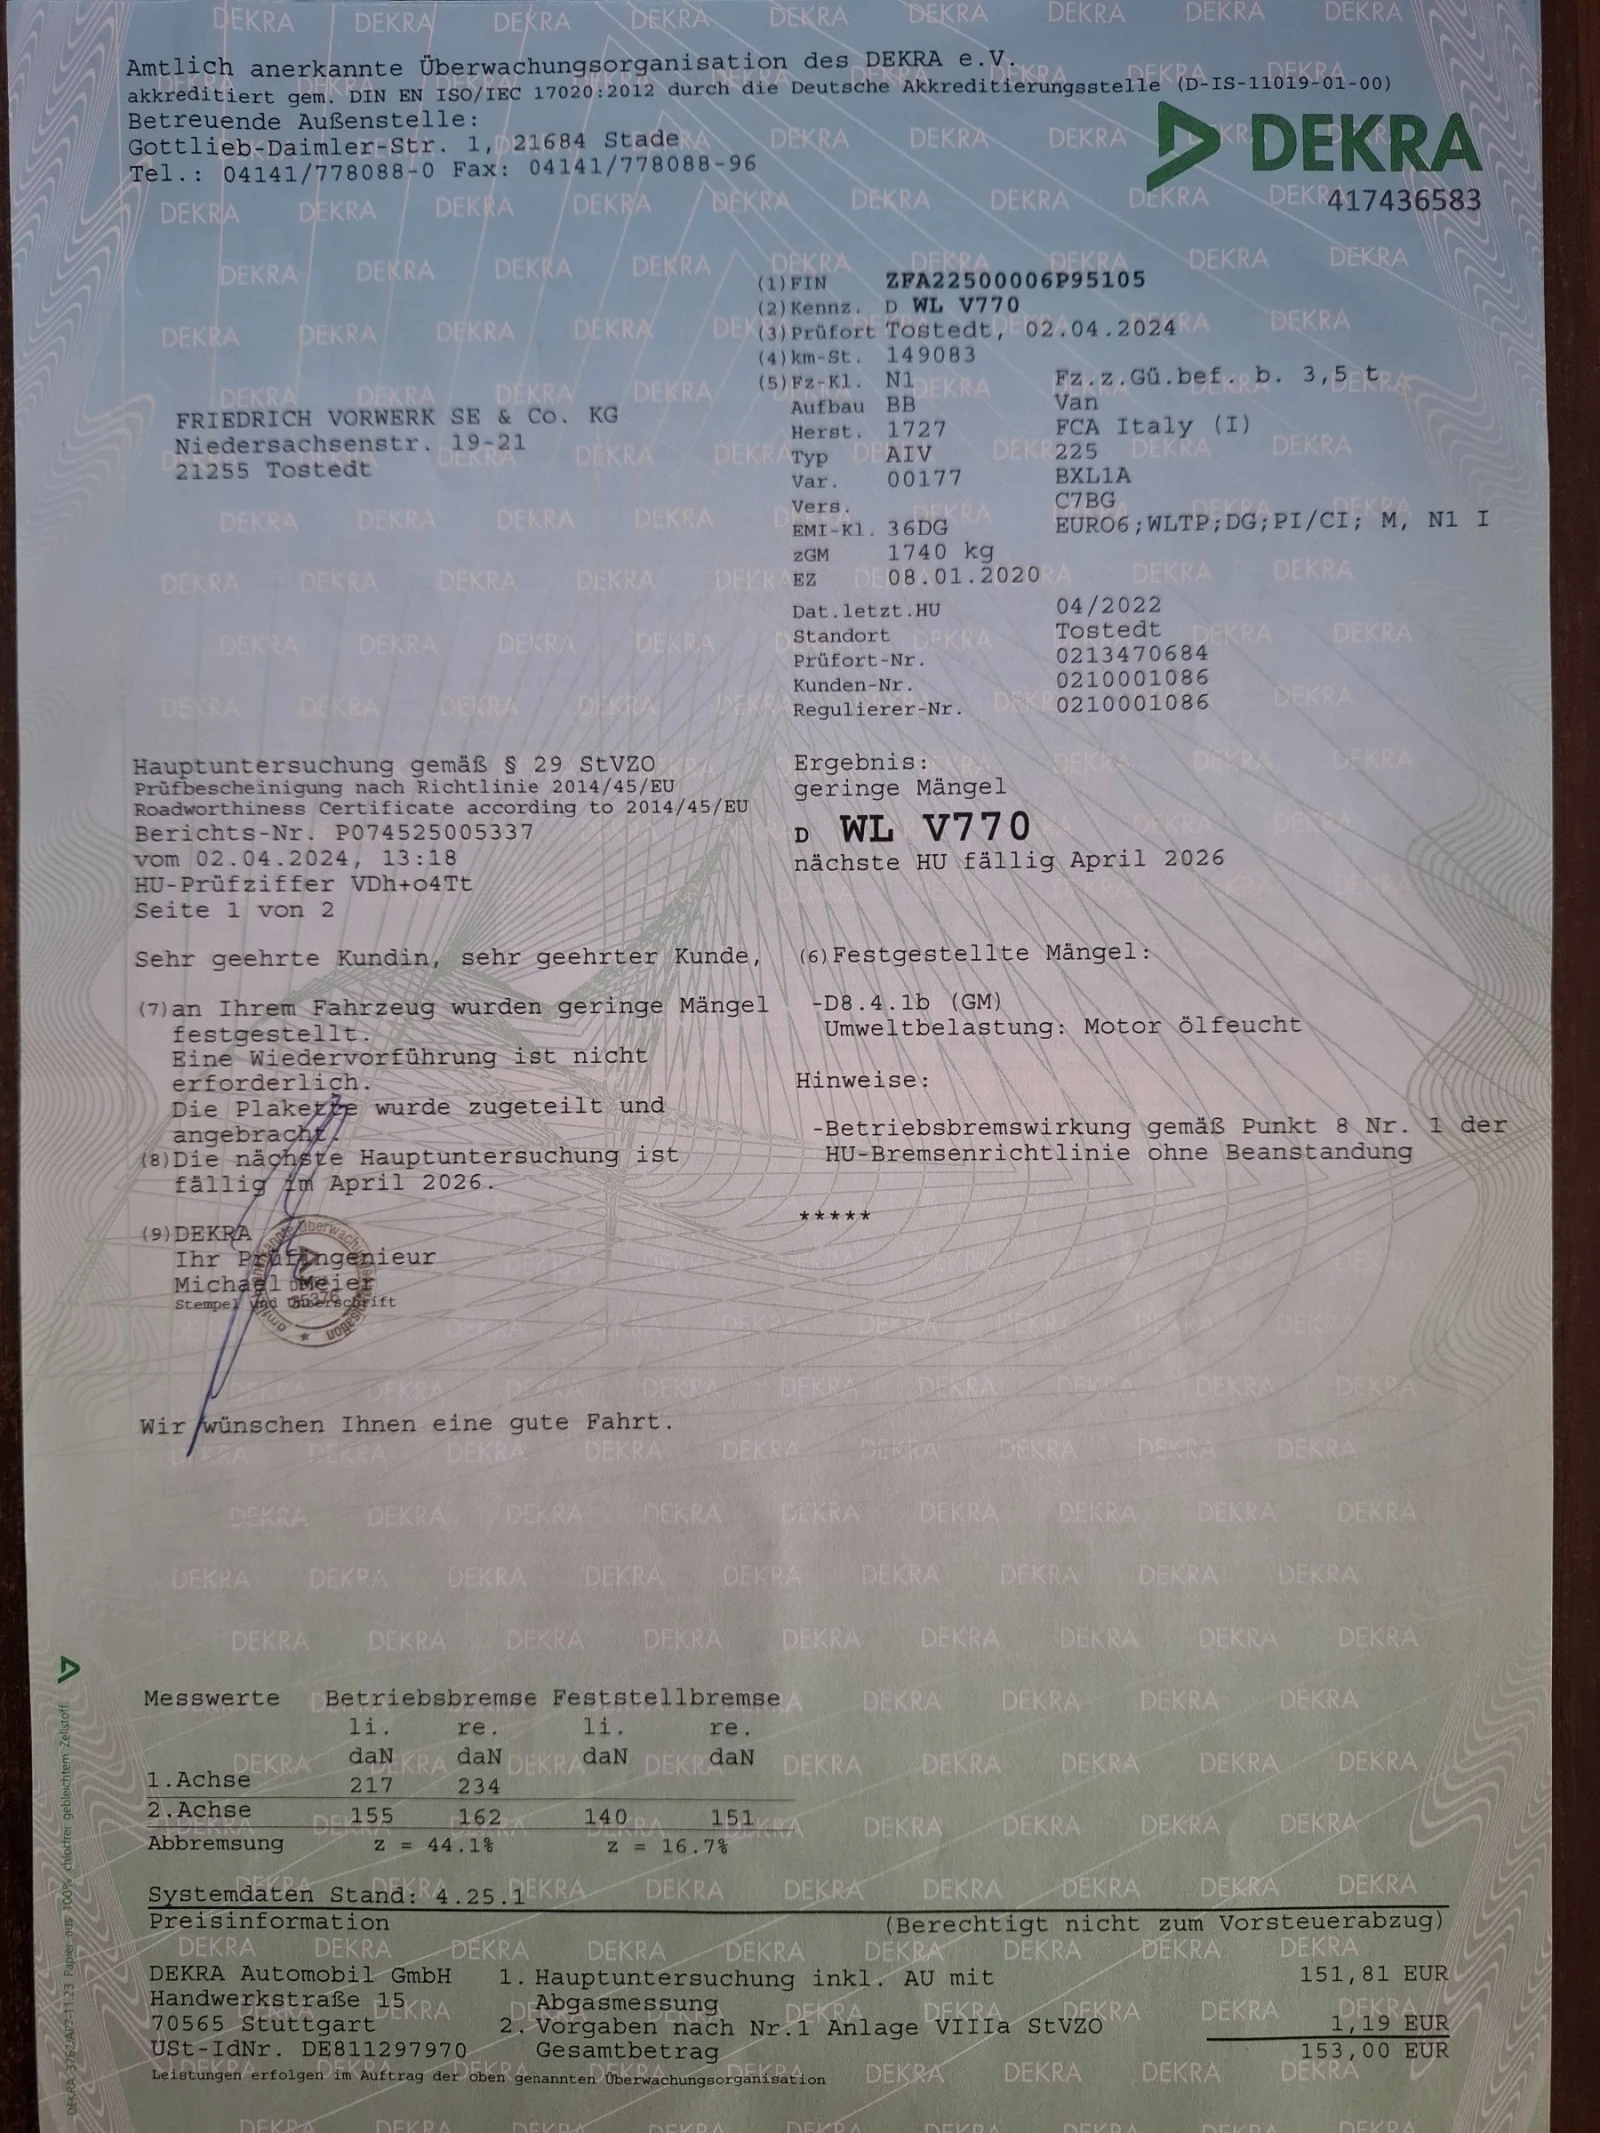 Amtlich anerkannte Überwachungsorganisation des DEKRA e.V.
akkreditiert gem. DIN EN ISO/IEC 17020:2012 durch die Deutsche Akkreditierungsstelle (D-IS-11019-01-00)
Betreuende Außenstelle:
Gottlieb-Daimler-Str. 1, 21684 Stade
Tel.: 04141/778088-0 Fax: 04141/778088-96
DEKRA
417436583
(1) FIN ZFA22500006P95105
(2) Kennz. D WL V770
(3) Prüfort Tostedt, 02.04.2024
(4) km-St. 149083
(5) Fz-Kl. N1 Fz.z.Gü.bef. b. 3,5 t
Aufbau BB Van
Herst. 1727 FCA Italy (I)
Typ AIV 225
Var. 00177 BXL1A
Vers. C7BG
EMI-Kl. 36DG EURO6;WLTP;DG;PI/CI; M, N1 I
zGM 1740 kg
EZ 08.01.2020
Dat.letzt.HU 04/2022
Standort Tostedt
Prüfort-Nr. 0213470684
Kunden-Nr. 0210001086
Regulierer-Nr. 0210001086
FRIEDRICH VORWERK SE & Co. KG
Niedersachsenstr. 19-21
21255 Tostedt
Hauptuntersuchung gemäß § 29 StVZO
Prüfbescheinigung nach Richtlinie 2014/45/EU
Roadworthiness Certificate according to 2014/45/EU
Berichts-Nr. P074525005337
vom 02.04.2024, 13:18
HU-Prüfziffer VDh+o4Tt
Seite 1 von 2
Ergebnis:
geringe Mängel
D WL V770
nächste HU fällig April 2026
Sehr geehrte Kundin, sehr geehrter Kunde,
(7) an Ihrem Fahrzeug wurden geringe Mängel
festgestellt.
Eine Wiedervorführung ist nicht
erforderlich.
Die Plakette wurde zugeteilt und
angebracht.
(8) Die nächste Hauptuntersuchung ist
fällig im April 2026.
(9) DEKRA
Ihr Prüfingenieur
Michael Meier
Stempel und Unterschrift
(6) Festgestellte Mängel:
-D8.4.1b (GM)
Umweltbelastung: Motor ölfeucht
Hinweise:
-Betriebsbremswirkung gemäß Punkt 8 Nr. 1 der
HU-Bremsenrichtlinie ohne Beanstandung
*****
Wir wünschen Ihnen eine gute Fahrt.
Messwerte Betriebsbremse Feststellbremse
li. re. li. re.
daN daN daN daN
1.Achse 217 234
2.Achse 155 162 140 151
Abbremsung z = 44.1% z = 16.7%
Systemdaten Stand: 4.25.1
Preisinformation (Berechtigt nicht zum Vorsteuerabzug)
DEKRA Automobil GmbH
Handwerkstraße 15
70565 Stuttgart
USt-IdNr. DE811297970
1. Hauptuntersuchung inkl. AU mit 151,81 EUR
Abgasmessung
2. Vorgaben nach Nr.1 Anlage VIIIa StVZO 1,19 EUR
Gesamtbetrag 153,00 EUR
Leistungen erfolgen im Auftrag der oben genannten Überwachungsorganisation
Papier aus 100% chlorfrei gebleichtem Zellstoff